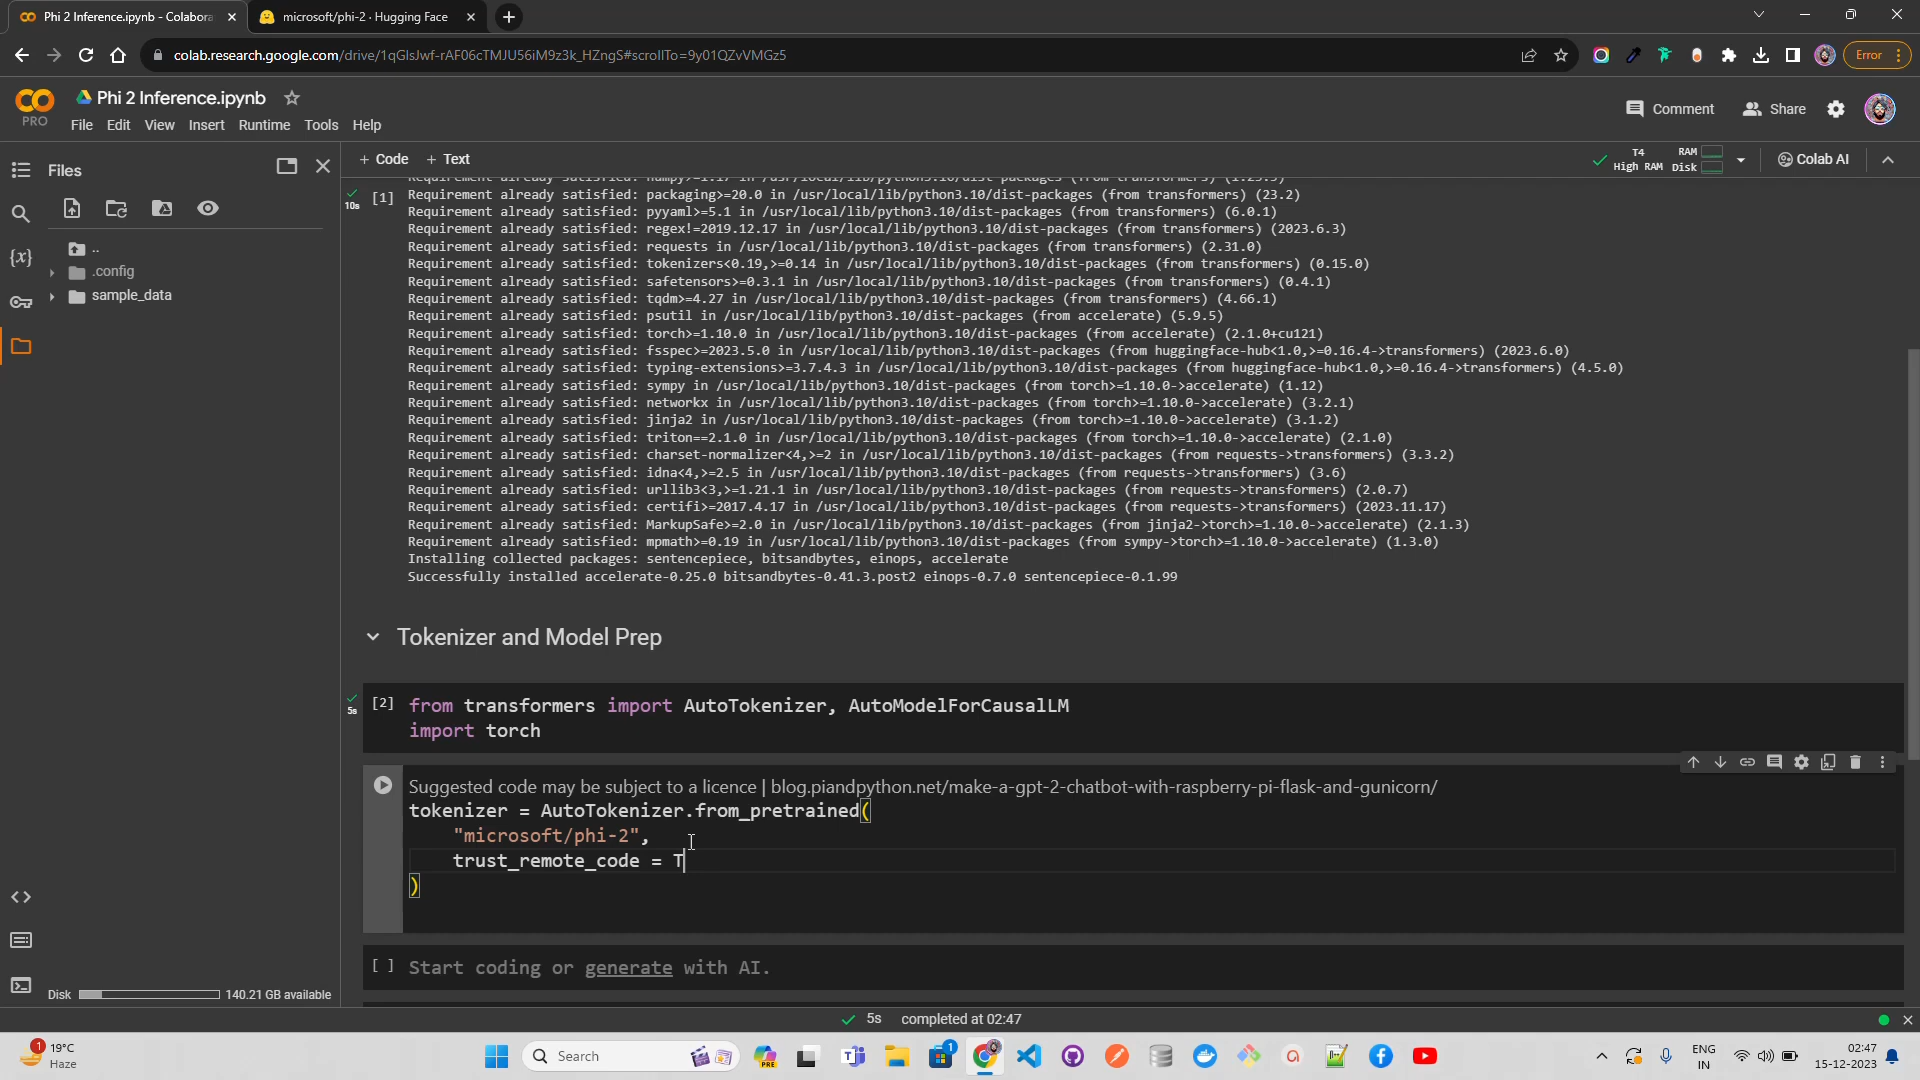 Phi 2 Inference.ipynb - Colabora
microsoft/phi-2 · Hugging Face
colab.research.google.com/drive/1qGlsJwf-rAF06cTMJU56iM9z3k_HZngS#scrollTo=9y01QZvVMGz5
Error
PRO
Phi 2 Inference.ipynb
File Edit View Insert Runtime Tools Help
Comment Share
Files
+ Code + Text
T4 RAM
High RAM Disk
Colab AI
..
.config
sample_data
[1]
10s
Requirement already satisfied: packaging>=20.0 in /usr/local/lib/python3.10/dist-packages (from transformers) (23.2)
Requirement already satisfied: pyyaml>=5.1 in /usr/local/lib/python3.10/dist-packages (from transformers) (6.0.1)
Requirement already satisfied: regex!=2019.12.17 in /usr/local/lib/python3.10/dist-packages (from transformers) (2023.6.3)
Requirement already satisfied: requests in /usr/local/lib/python3.10/dist-packages (from transformers) (2.31.0)
Requirement already satisfied: tokenizers<0.19,>=0.14 in /usr/local/lib/python3.10/dist-packages (from transformers) (0.15.0)
Requirement already satisfied: safetensors>=0.3.1 in /usr/local/lib/python3.10/dist-packages (from transformers) (0.4.1)
Requirement already satisfied: tqdm>=4.27 in /usr/local/lib/python3.10/dist-packages (from transformers) (4.66.1)
Requirement already satisfied: psutil in /usr/local/lib/python3.10/dist-packages (from accelerate) (5.9.5)
Requirement already satisfied: torch>=1.10.0 in /usr/local/lib/python3.10/dist-packages (from accelerate) (2.1.0+cu121)
Requirement already satisfied: fsspec>=2023.5.0 in /usr/local/lib/python3.10/dist-packages (from huggingface-hub<1.0,>=0.16.4->transformers) (2023.6.0)
Requirement already satisfied: typing-extensions>=3.7.4.3 in /usr/local/lib/python3.10/dist-packages (from huggingface-hub<1.0,>=0.16.4->transformers) (4.5.0)
Requirement already satisfied: sympy in /usr/local/lib/python3.10/dist-packages (from torch>=1.10.0->accelerate) (1.12)
Requirement already satisfied: networkx in /usr/local/lib/python3.10/dist-packages (from torch>=1.10.0->accelerate) (3.2.1)
Requirement already satisfied: jinja2 in /usr/local/lib/python3.10/dist-packages (from torch>=1.10.0->accelerate) (3.1.2)
Requirement already satisfied: triton==2.1.0 in /usr/local/lib/python3.10/dist-packages (from torch>=1.10.0->accelerate) (2.1.0)
Requirement already satisfied: charset-normalizer<4,>=2 in /usr/local/lib/python3.10/dist-packages (from requests->transformers) (3.3.2)
Requirement already satisfied: idna<4,>=2.5 in /usr/local/lib/python3.10/dist-packages (from requests->transformers) (3.6)
Requirement already satisfied: urllib3<3,>=1.21.1 in /usr/local/lib/python3.10/dist-packages (from requests->transformers) (2.0.7)
Requirement already satisfied: certifi>=2017.4.17 in /usr/local/lib/python3.10/dist-packages (from requests->transformers) (2023.11.17)
Requirement already satisfied: MarkupSafe>=2.0 in /usr/local/lib/python3.10/dist-packages (from jinja2->torch>=1.10.0->accelerate) (2.1.3)
Requirement already satisfied: mpmath>=0.19 in /usr/local/lib/python3.10/dist-packages (from sympy->torch>=1.10.0->accelerate) (1.3.0)
Installing collected packages: sentencepiece, bitsandbytes, einops, accelerate
Successfully installed accelerate-0.25.0 bitsandbytes-0.41.3.post2 einops-0.7.0 sentencepiece-0.1.99
Tokenizer and Model Prep
5s
[2] from transformers import AutoTokenizer, AutoModelForCausalLM
import torch
Suggested code may be subject to a licence | blog.piandpython.net/make-a-gpt-2-chatbot-with-raspberry-pi-flask-and-gunicorn/
tokenizer = AutoTokenizer.from_pretrained(
"microsoft/phi-2",
trust_remote_code = T
)
[ ] Start coding or generate with AI.
Disk 140.21 GB available
5s completed at 02:47
1
19°C
Haze
Search
PRE
1
ENG
IN
02:47
15-12-2023